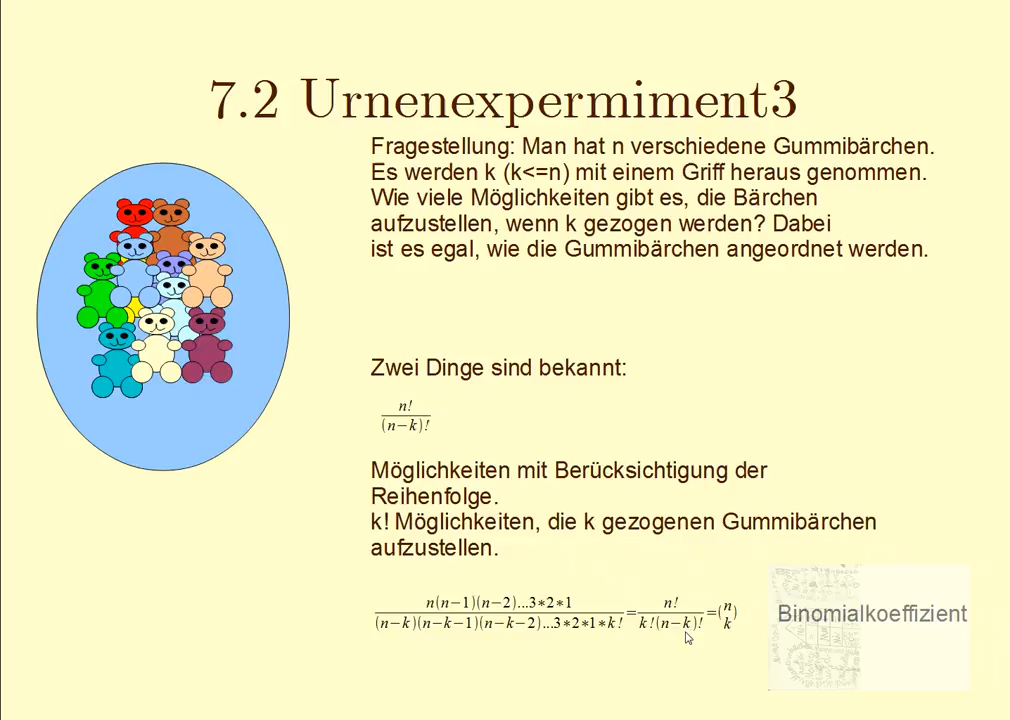 7.2 Urnenexpermiment3
Fragestellung: Man hat n verschiedene Gummibärchen.
Es werden k (k<=n) mit einem Griff heraus genommen.
Wie viele Möglichkeiten gibt es, die Bärchen
aufzustellen, wenn k gezogen werden? Dabei
ist es egal, wie die Gummibärchen angeordnet werden.
Zwei Dinge sind bekannt:
n!
(n−k)!
Möglichkeiten mit Berücksichtigung der
Reihenfolge.
k! Möglichkeiten, die k gezogenen Gummibärchen
aufzustellen.
n(n−1)(n−2)...3∗2∗1 / (n−k)(n−k−1)(n−k−2)...3∗2∗1∗k! = n! / k!(n−k)! = (n k)
Binomialkoeffizient